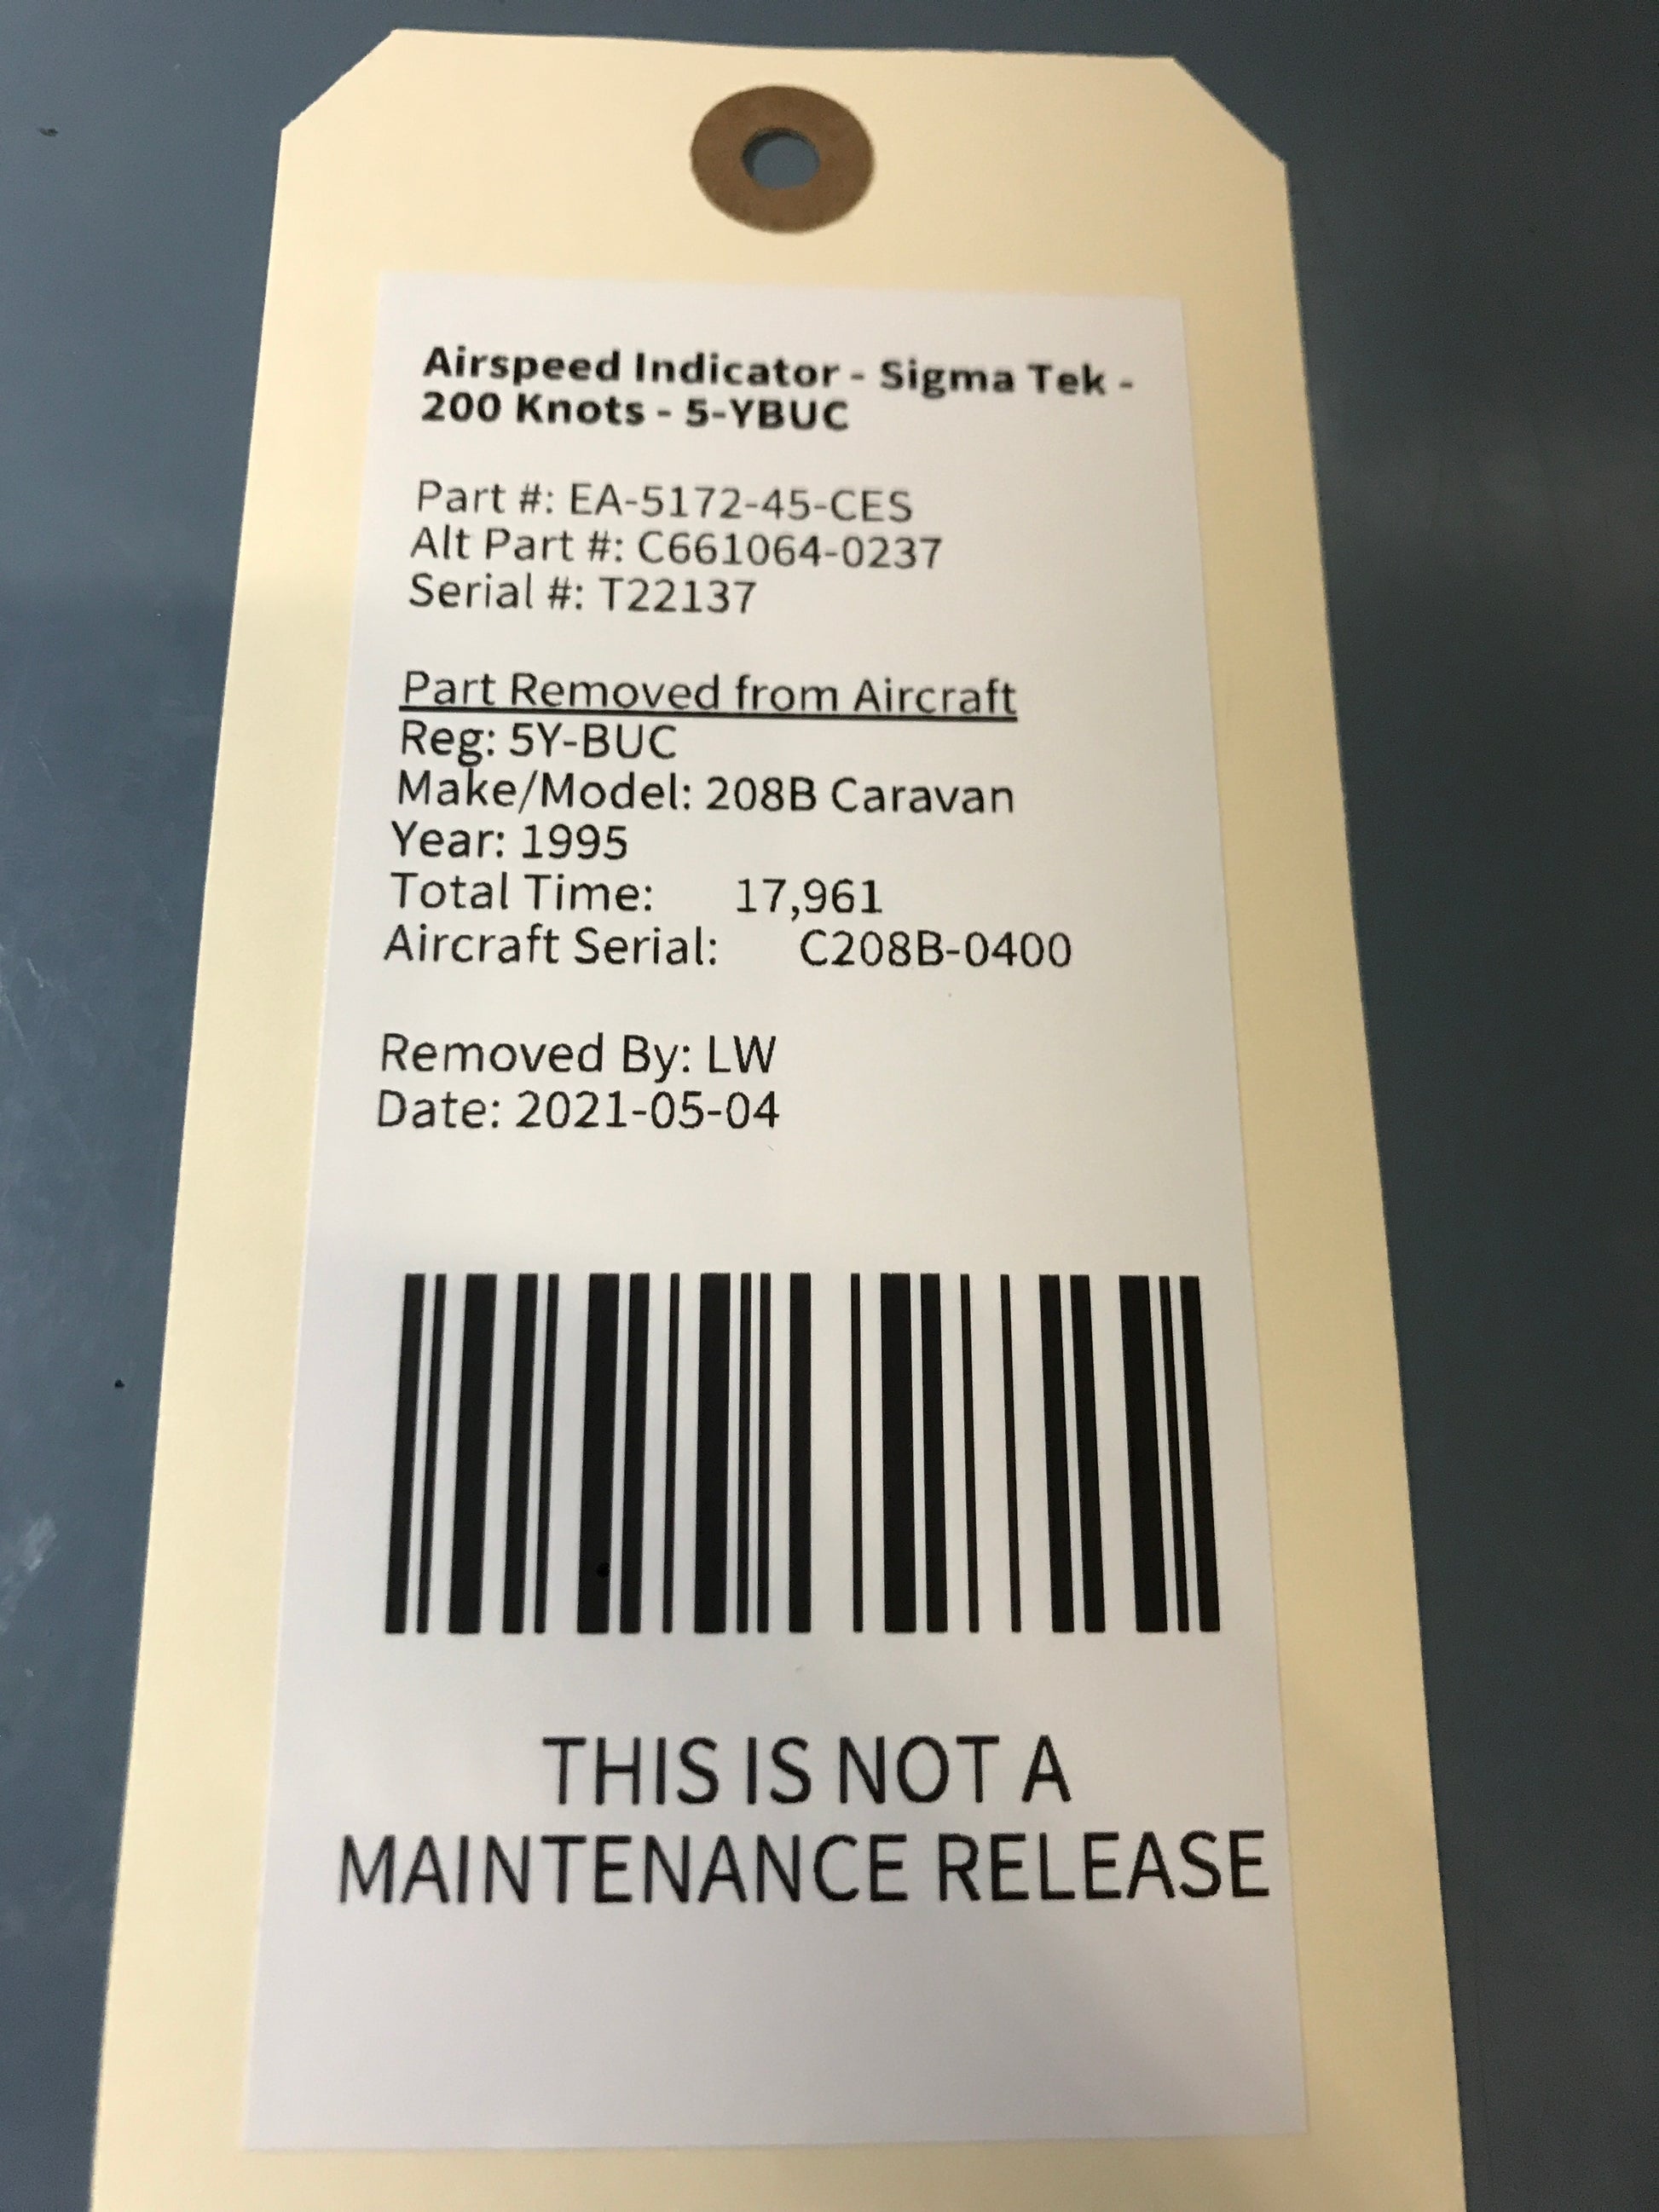 Airspeed Indicator - Sigma Tek -
200 Knots - 5-YBUC
Part #: EA-5172-45-CES
Alt Part #: C661064-0237
Serial #: T22137
Part Removed from Aircraft
Reg: 5Y-BUC
Make/Model: 208B Caravan
Year: 1995
Total Time: 17,961
Aircraft Serial: C208B-0400
Removed By: LW
Date: 2021-05-04
THIS IS NOT A
MAINTENANCE RELEASE